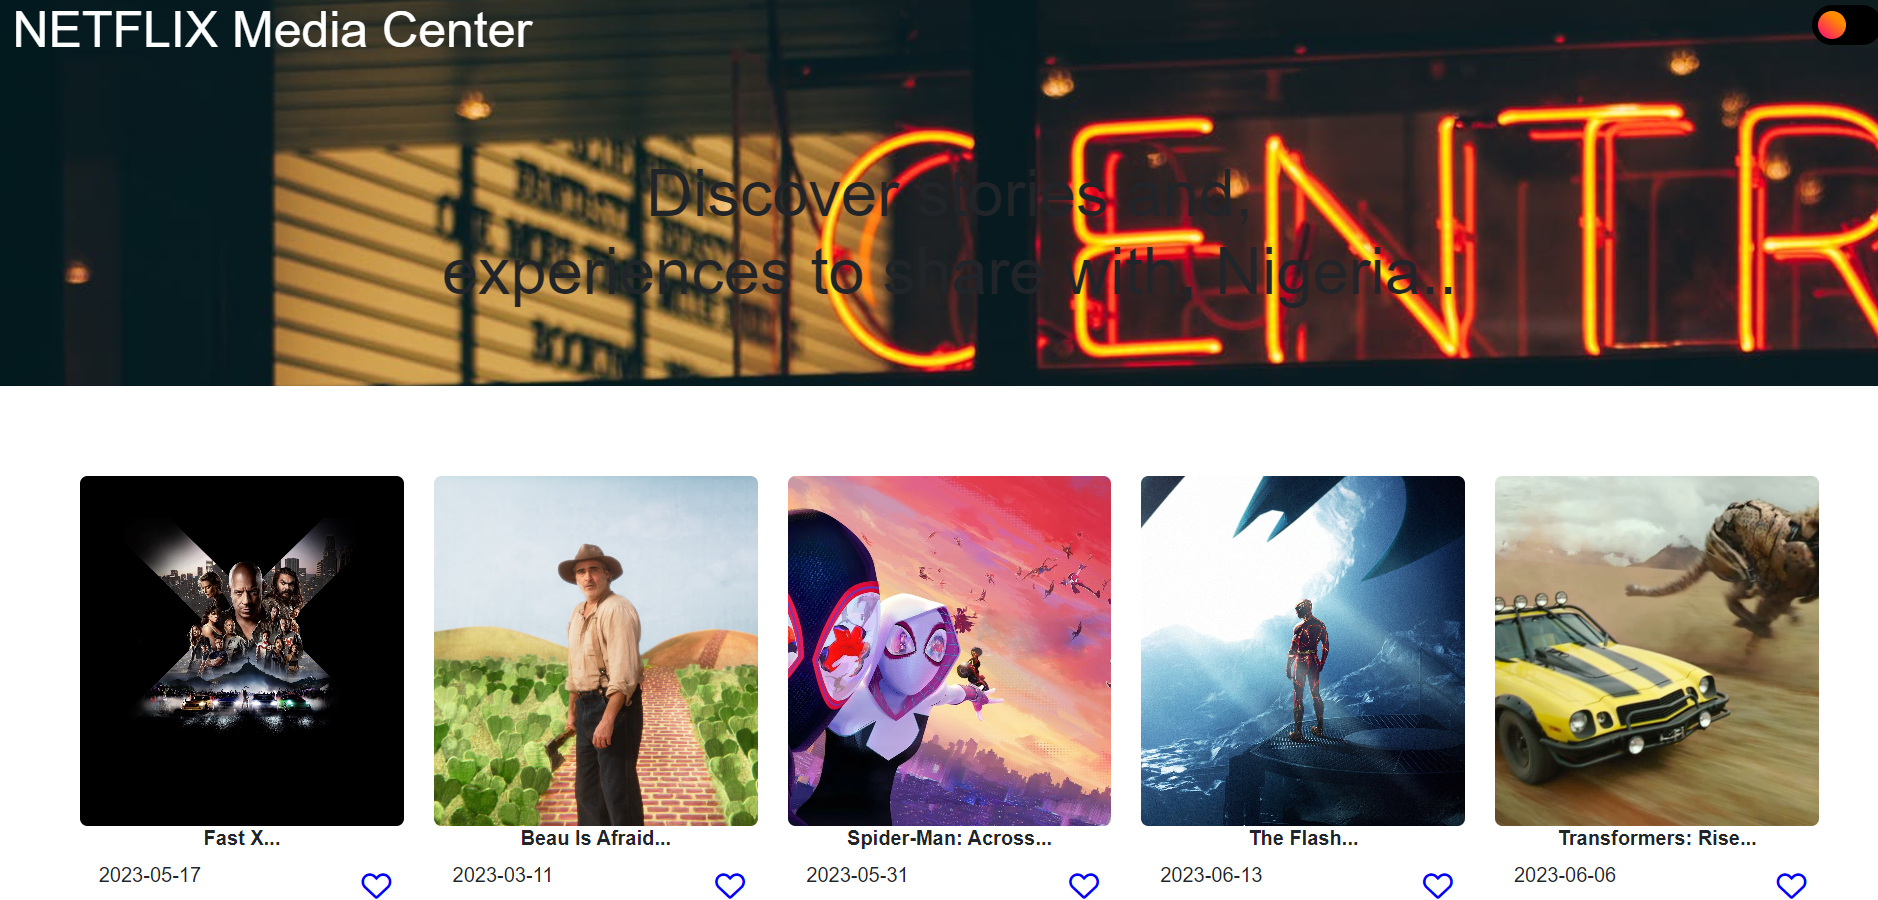 NETFLIX Media Center
CENTR
Discover stories and,
experiences to share with, Nigeria..
Fast X...
Beau Is Afraid...
Spider-Man: Across...
The Flash...
Transformers: Rise...
2023-05-17
2023-03-11
2023-05-31
2023-06-13
2023-06-06